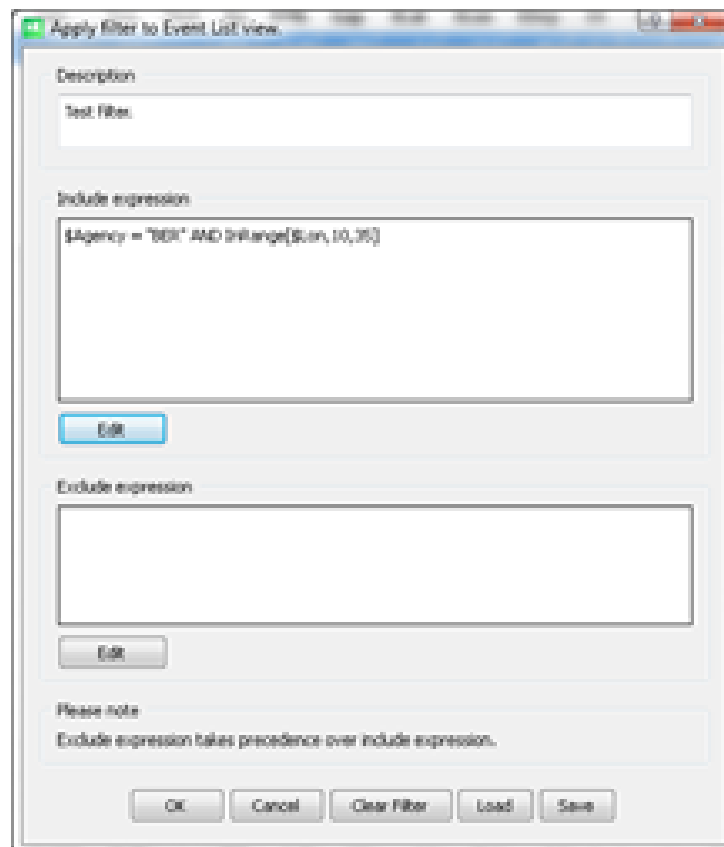 Apply filter to Event List view.
Description
Test Filter.
Include expression
$Agency = "BER" AND InRange[$Lon,10,35]
Edit
Exclude expression
Edit
Please note
Exclude expression takes precedence over include expression.
OK Cancel Clear Filter Load Save